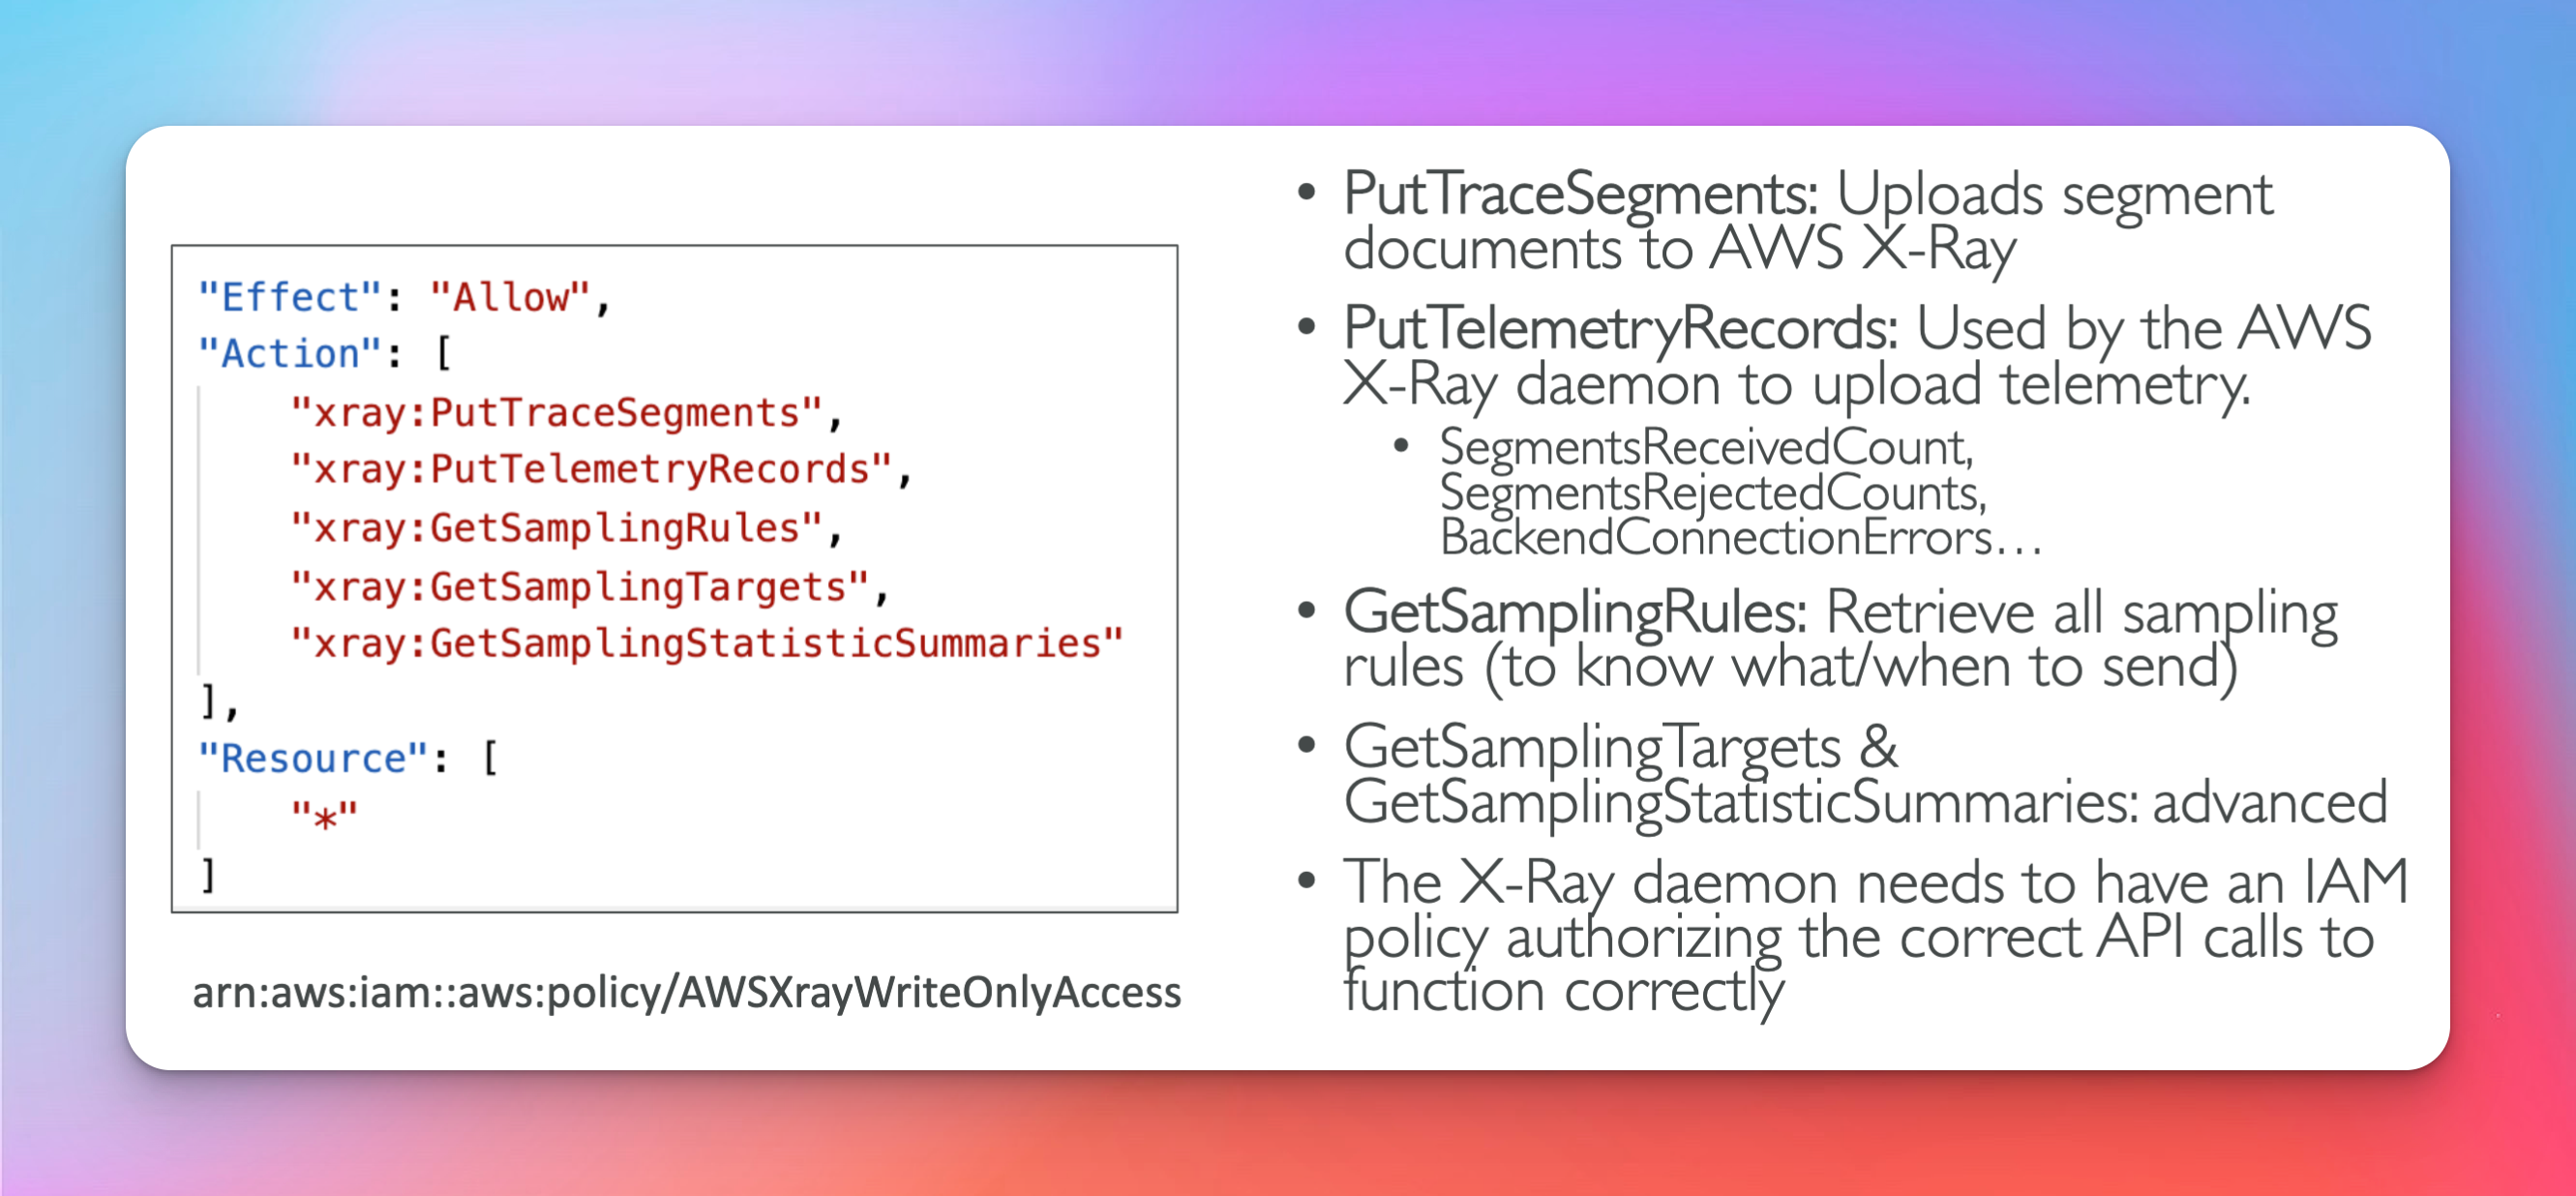 "Effect": "Allow",
"Action": [
"xray:PutTraceSegments",
"xray:PutTelemetryRecords",
"xray:GetSamplingRules",
"xray:GetSamplingTargets",
"xray:GetSamplingStatisticSummaries"
],
"Resource": [
"*"
]
arn:aws:iam::aws:policy/AWSXrayWriteOnlyAccess
• PutTraceSegments: Uploads segment
documents to AWS X-Ray
• PutTelemetryRecords: Used by the AWS
X-Ray daemon to upload telemetry.
• SegmentsReceivedCount,
SegmentsRejectedCounts,
BackendConnectionErrors…
• GetSamplingRules: Retrieve all sampling
rules (to know what/when to send)
• GetSamplingTargets &
GetSamplingStatisticSummaries: advanced
• The X-Ray daemon needs to have an IAM
policy authorizing the correct API calls to
function correctly